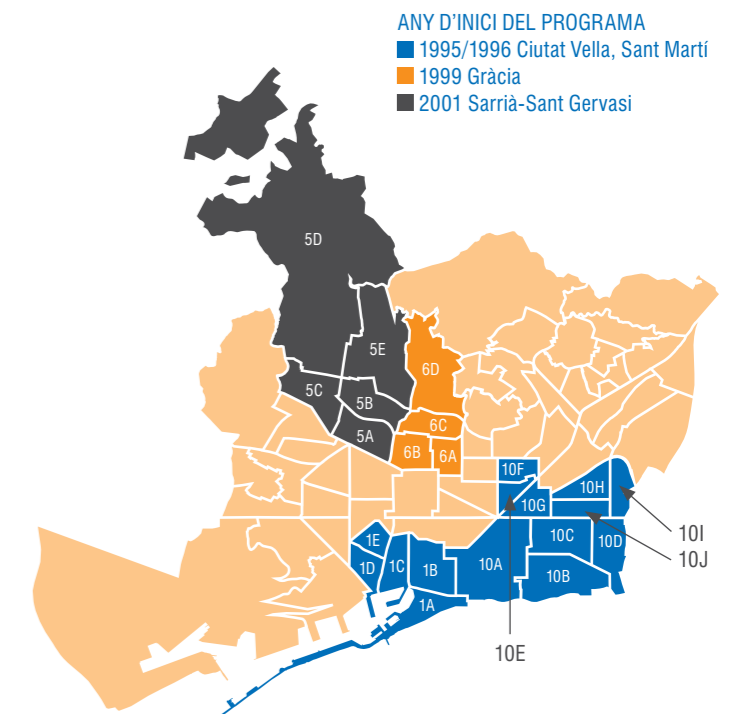 ANY D'INICI DEL PROGRAMA
1995/1996 Ciutat Vella, Sant Martí
1999 Gràcia
2001 Sarrià-Sant Gervasi
5D
5E
6D
5C
5B
6C
5A
6B
6A
10F
10H
10G
10I
1E
10C
10D
10J
1D
1C
1B
10A
10B
1A
10E